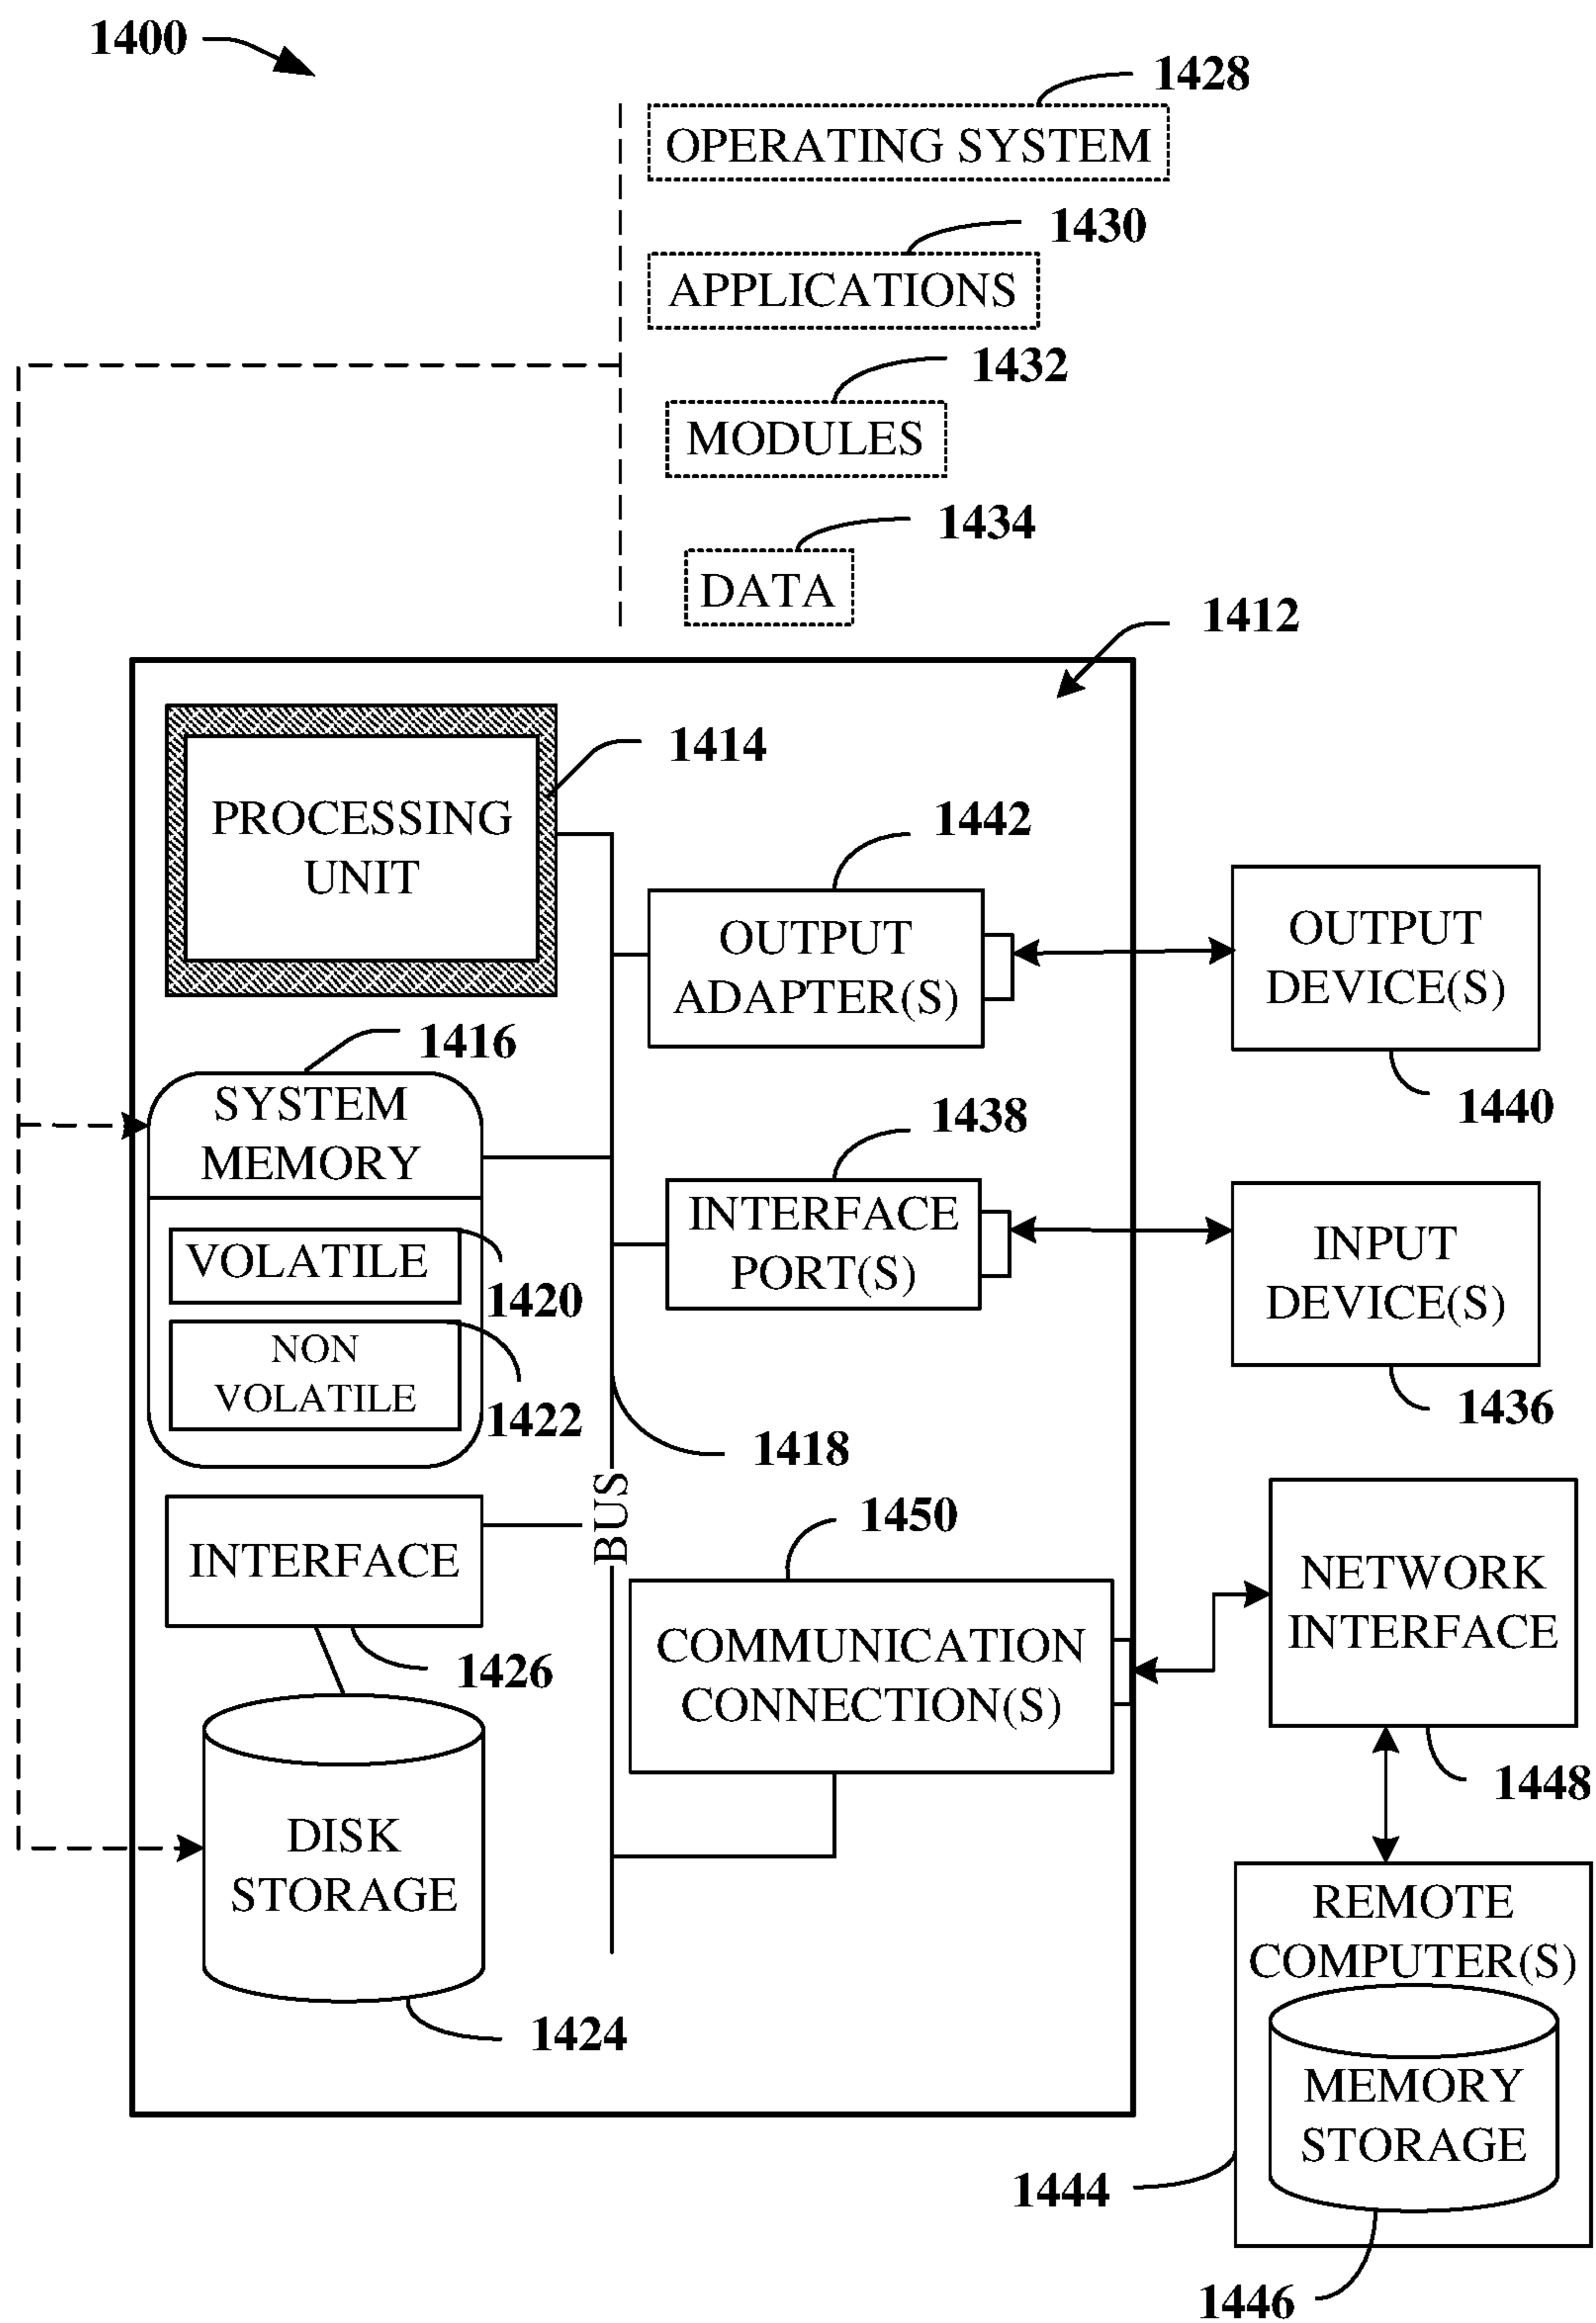 1400
1428
OPERATING SYSTEM
1430
APPLICATIONS
1432
MODULES
1434
DATA
1412
1414
PROCESSING
UNIT
1442
OUTPUT
ADAPTER(S)
OUTPUT
DEVICE(S)
1440
1416
SYSTEM
MEMORY
1438
INTERFACE
PORT(S)
INPUT
DEVICE(S)
1436
VOLATILE
1420
NON
VOLATILE
1422
1418
BUS
INTERFACE
1426
1450
COMMUNICATION
CONNECTION(S)
NETWORK
INTERFACE
1448
DISK
STORAGE
1424
REMOTE
COMPUTER(S)
MEMORY
STORAGE
1444
1446